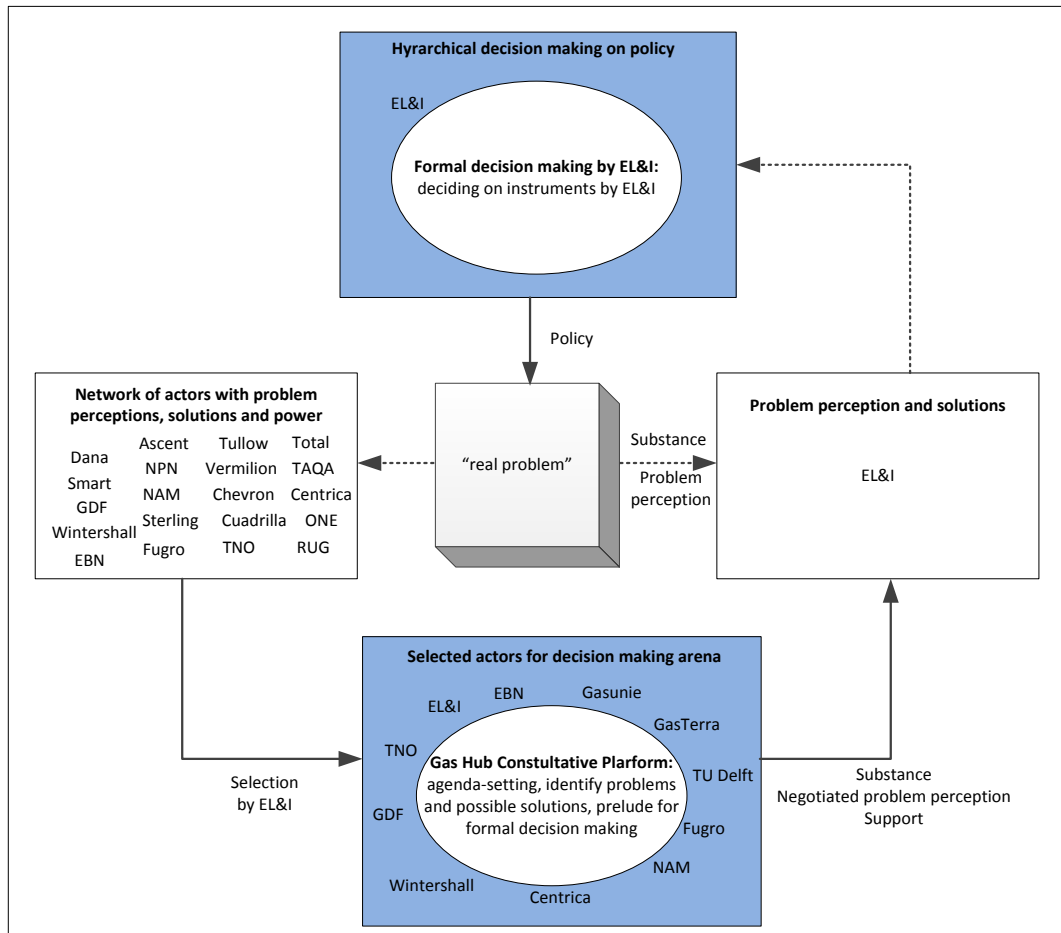 Hyrarchical decision making on policy
EL&I
Formal decision making by EL&I:
deciding on instruments by EL&I
Policy
Network of actors with problem
perceptions, solutions and power
Dana
Smart
GDF
Wintershall
EBN
Ascent
NPN
NAM
Sterling
Fugro
Tullow
Vermilion
Chevron
Cuadrilla
TNO
Total
TAQA
Centrica
ONE
RUG
"real problem"
Substance
Problem
perception
Problem perception and solutions
EL&I
Selection
by EL&I
Selected actors for decision making arena
EL&I
EBN
Gasunie
GasTerra
TNO
TU Delft
GDF
Fugro
NAM
Wintershall
Centrica
Gas Hub Constultative Plarform:
agenda-setting, identify problems
and possible solutions, prelude for
formal decision making
Substance
Negotiated problem perception
Support